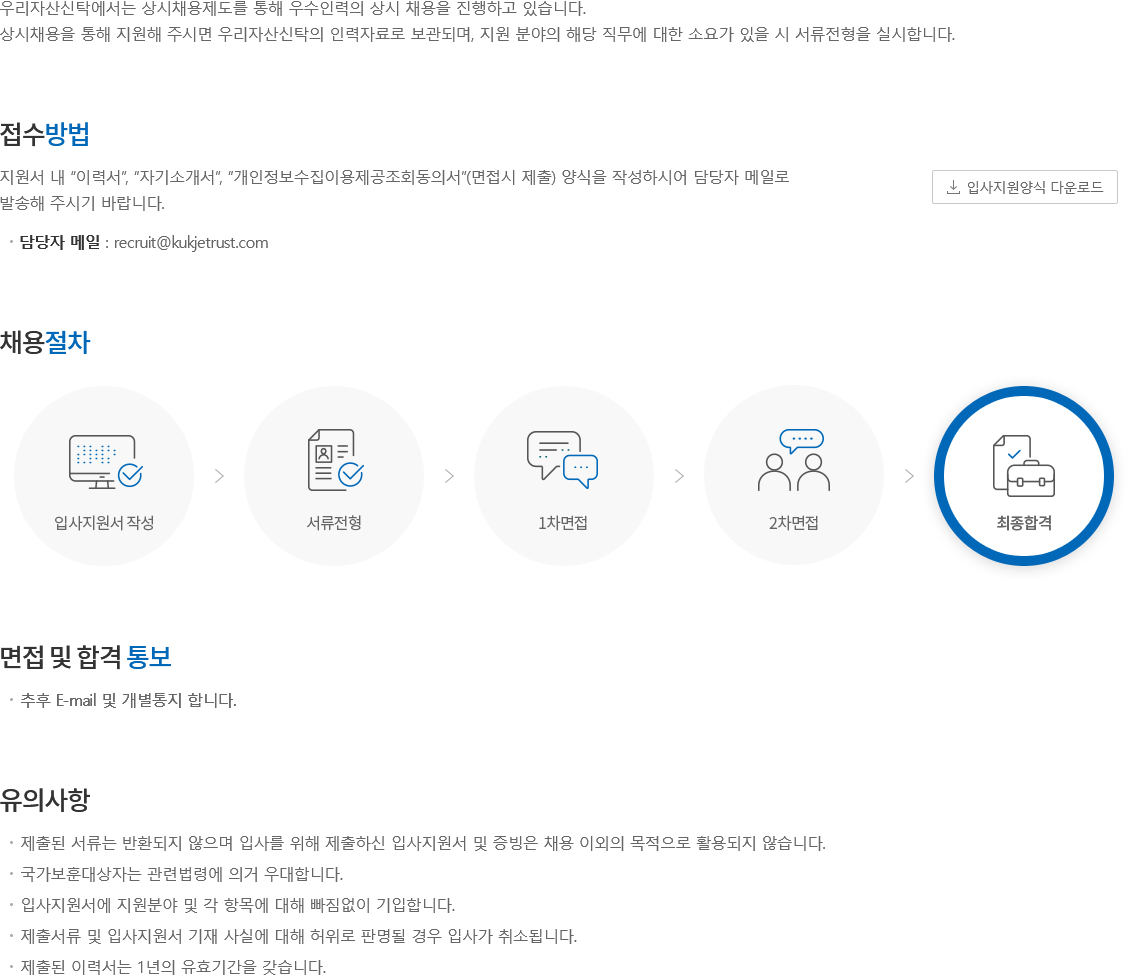 우리자산신탁에서는 상시채용제도를 통해 우수인력의 상시 채용을 진행하고 있습니다.
상시채용을 통해 지원해 주시면 우리자산신탁의 인력자료로 보관되며, 지원 분야의 해당 직무에 대한 소요가 있을 시 서류전형을 실시합니다.
접수방법
지원서 내 “이력서”, ”자기소개서”, “개인정보수집이용제공조회동의서”(면접시 제출) 양식을 작성하시어 담당자 메일로
발송해 주시기 바랍니다.
입사지원양식 다운로드
· 담당자 메일 : recruit@kukjetrust.com
채용절차
입사지원서 작성
서류전형
1차면접
2차면접
최종합격
면접 및 합격 통보
· 추후 E-mail 및 개별통지 합니다.
유의사항
· 제출된 서류는 반환되지 않으며 입사를 위해 제출하신 입사지원서 및 증빙은 채용 이외의 목적으로 활용되지 않습니다.
· 국가보훈대상자는 관련법령에 의거 우대합니다.
· 입사지원서에 지원분야 및 각 항목에 대해 빠짐없이 기입합니다.
· 제출서류 및 입사지원서 기재 사실에 대해 허위로 판명될 경우 입사가 취소됩니다.
· 제출된 이력서는 1년의 유효기간을 갖습니다.